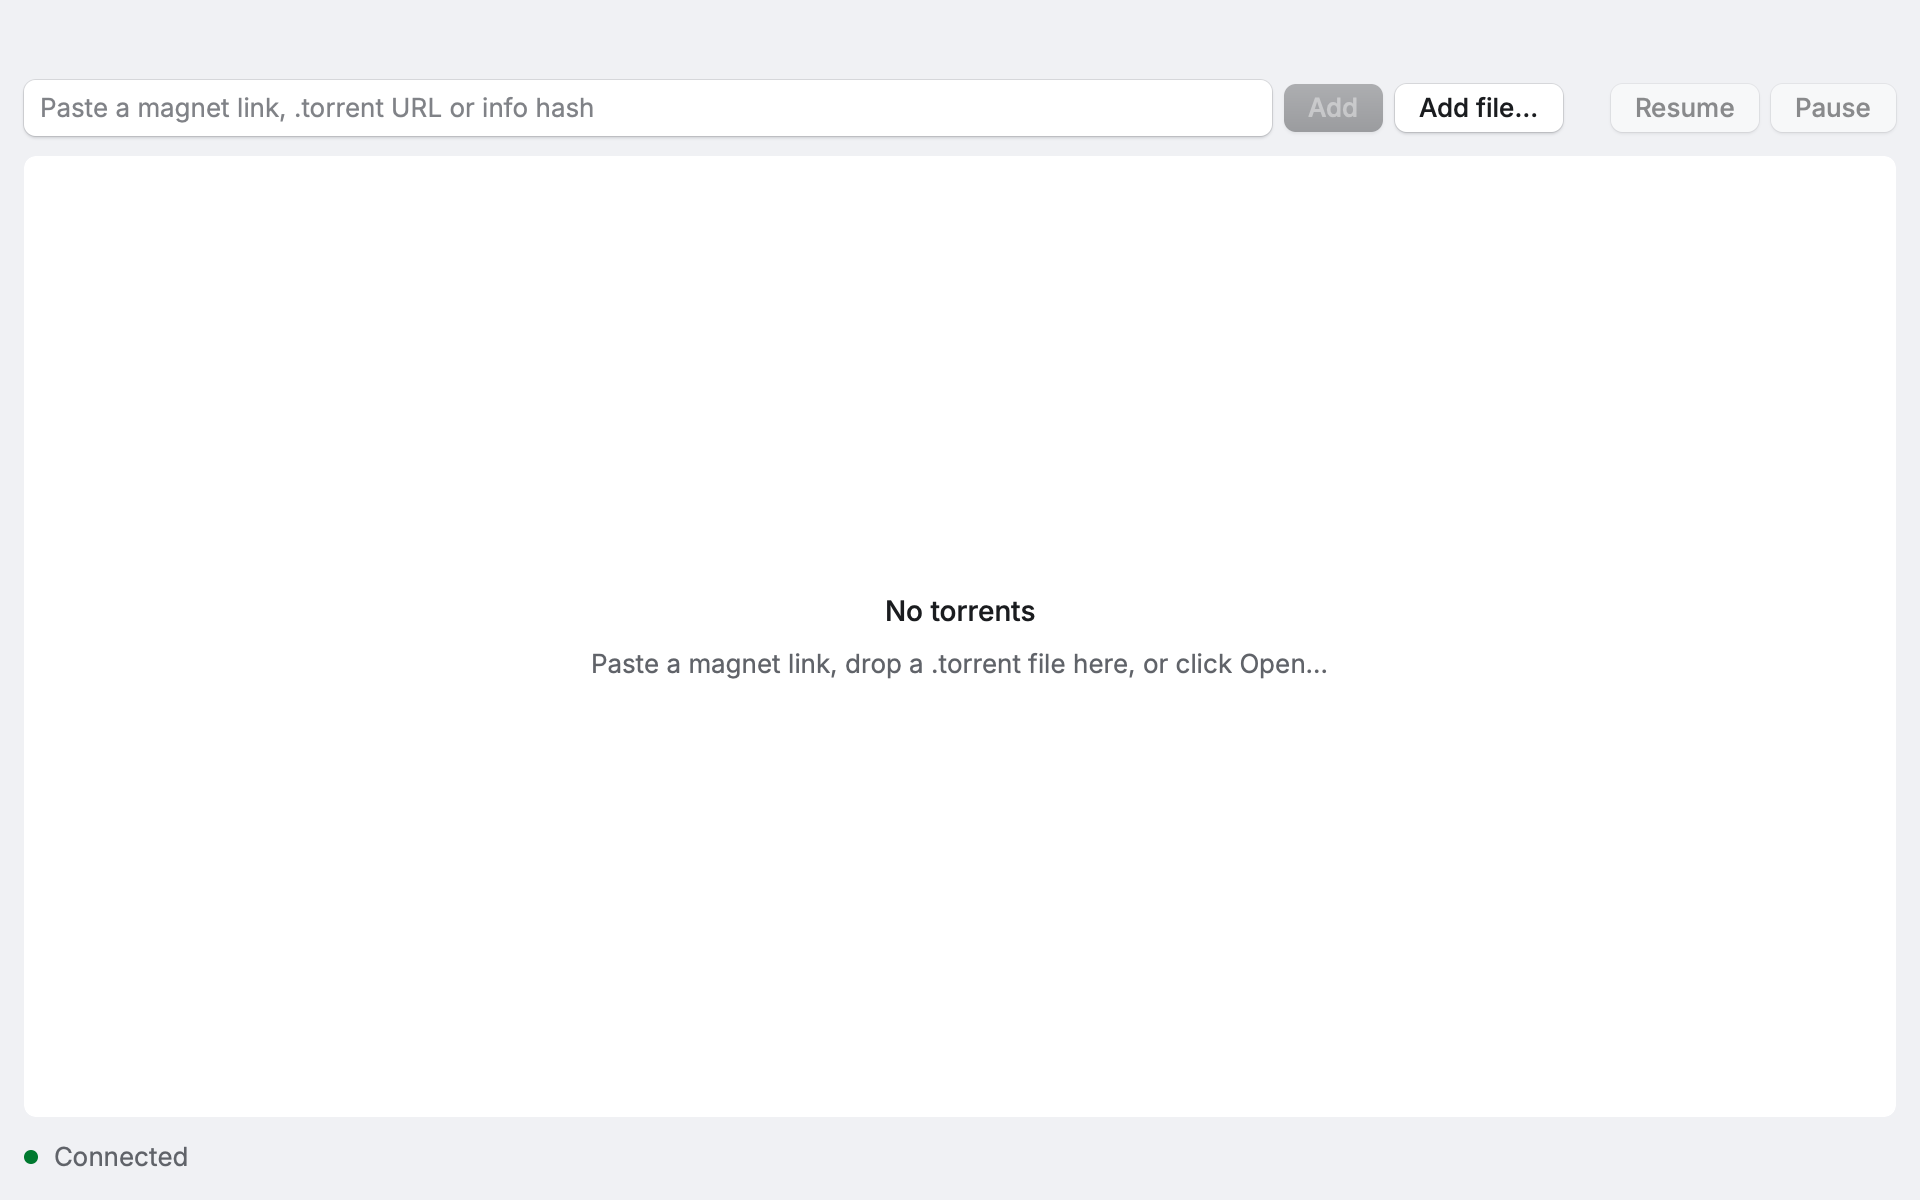 Paste a magnet link, .torrent URL or info hash
Add
Add file...
Resume
Pause
No torrents
Paste a magnet link, drop a .torrent file here, or click Open...
Connected